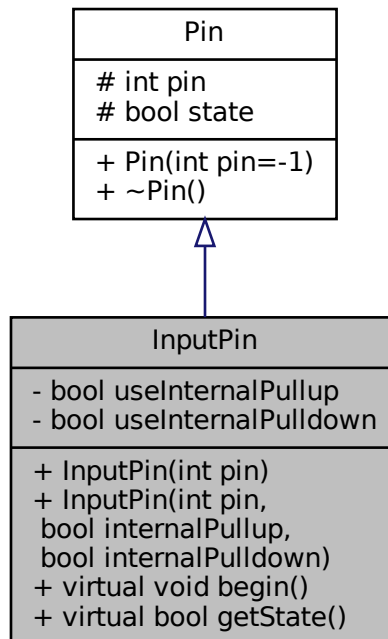 Pin
# int pin
# bool state
+ Pin(int pin=-1)
+ ~Pin()
InputPin
- bool useInternalPullup
- bool useInternalPulldown
+ InputPin(int pin)
+ InputPin(int pin,
bool internalPullup,
bool internalPulldown)
+ virtual void begin()
+ virtual bool getState()